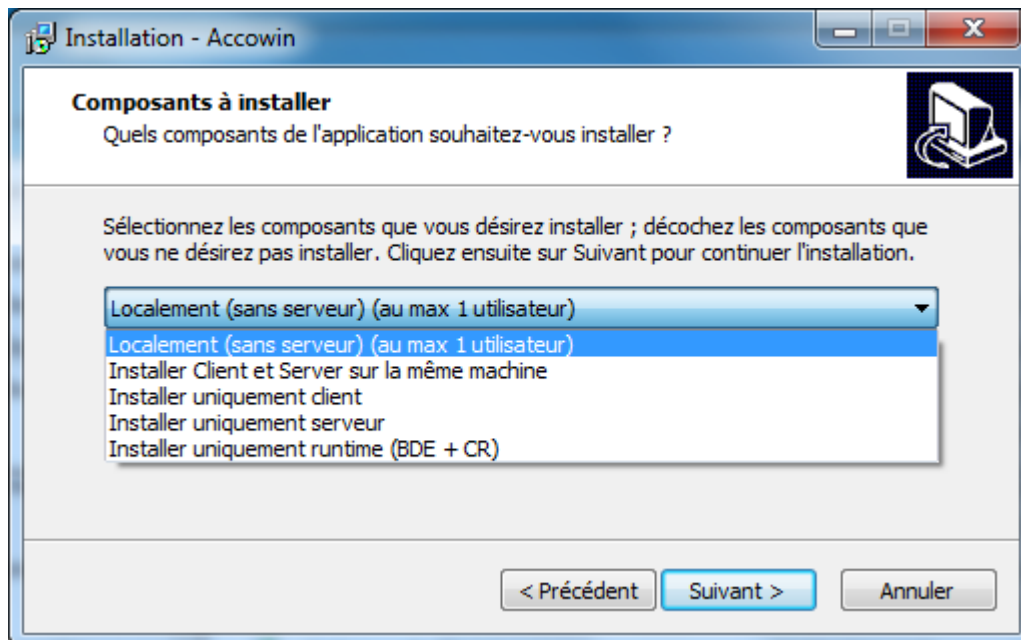 Installation - Accowin
Composants à installer
Quels composants de l'application souhaitez-vous installer ?
Sélectionnez les composants que vous désirez installer ; décochez les composants que
vous ne désirez pas installer. Cliquez ensuite sur Suivant pour continuer l'installation.
Localement (sans serveur) (au max 1 utilisateur)
Localement (sans serveur) (au max 1 utilisateur)
Installer Client et Server sur la même machine
Installer uniquement client
Installer uniquement serveur
Installer uniquement runtime (BDE + CR)
< Précédent Suivant > Annuler